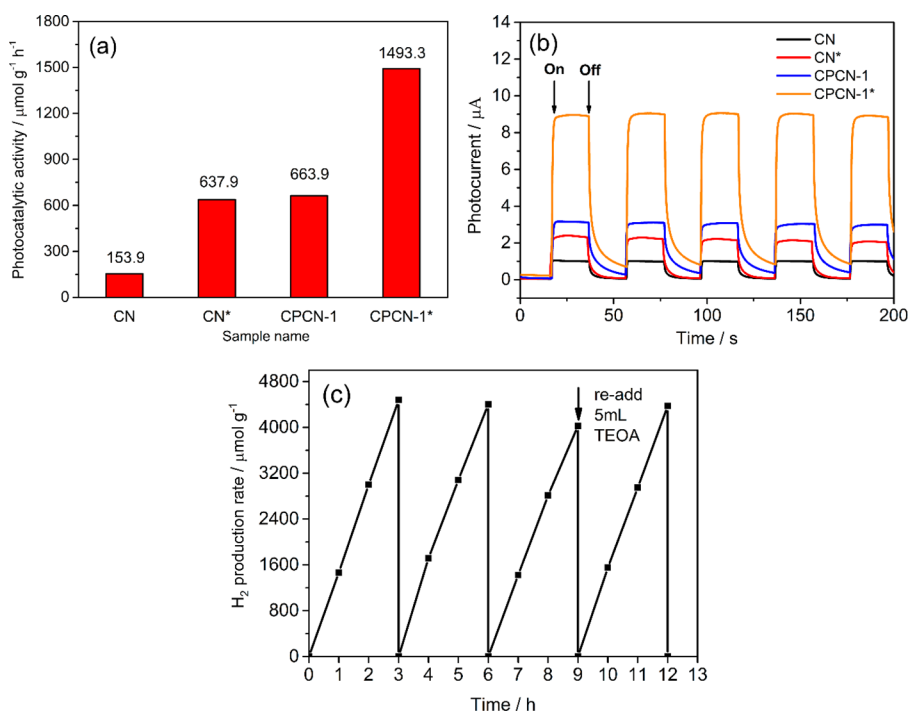 (a)
Photocatalytic activity / μmol g⁻¹ h⁻¹
1800
1500
1200
900
600
300
0
153.9
637.9
663.9
1493.3
CN
CN*
CPCN-1
CPCN-1*
Sample name
(b)
Photocurrent / μA
14
12
10
8
6
4
2
0
On
Off
CN
CN*
CPCN-1
CPCN-1*
0
50
100
150
200
Time / s
(c)
H₂ production rate / μmol g⁻¹
4800
4000
3200
2400
1600
800
0
re-add
5mL
TEOA
0 1 2 3 4 5 6 7 8 9 10 11 12 13
Time / h